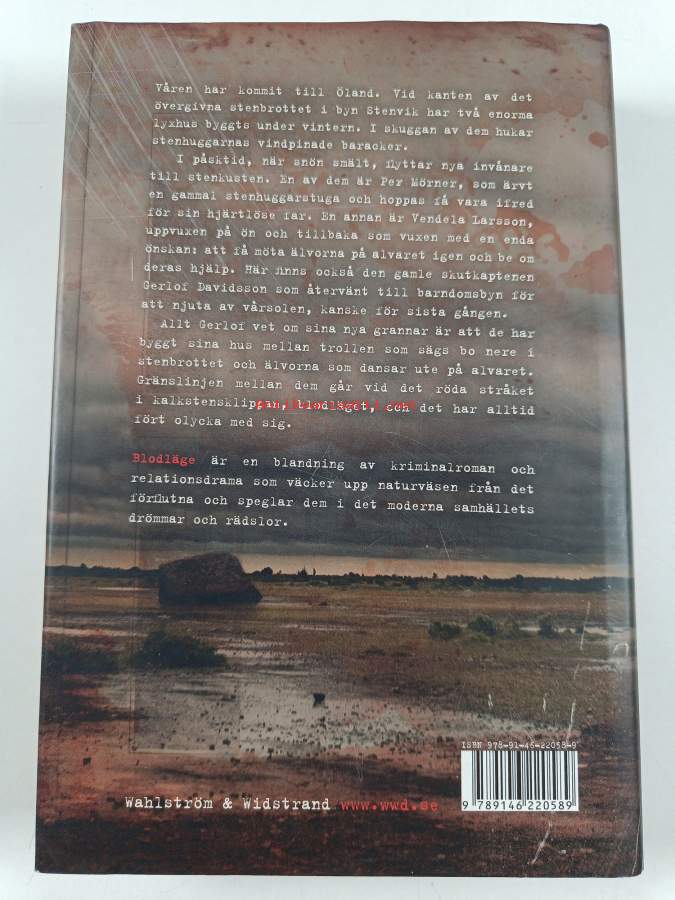 Våren har kommit till Öland. Vid kanten av det
övergivna stenbrottet i byn Stenvik har två enorma
lyxhus byggts under vintern. I skuggan av dem hukar
stenhuggarnas vindpinade baracker.
I påsktid, när snön smält, flyttar nya invånare
till stenkusten. En av dem är Per Mörner, som ärvt
en gammal stenhuggarstuga och hoppas få vara ifred
för sin hjärtlöse far. En annan är Vendela Larsson,
uppvuxen på ön och tillbaka som vuxen med en enda
önskan: att få möta älvorna på alvaret igen och be om
deras hjälp. Här finns också den gamle skutkaptenen
Gerlof Davidsson som återvänt till barndomsbyn för
att njuta av vårsolen, kanske för sista gången.
Allt Gerlof vet om sina nya grannar är att de har
byggt sina hus mellan trollen som sägs bo nere i
stenbrottet och älvorna som dansar ute på alvaret.
Gränslinjen mellan dem går vid det röda stråket
i kalkstensklippan, blodläget, och det har alltid
fört olycka med sig.
Blodläge är en blandning av kriminalroman och
relationsdrama som väcker upp naturväsen från det
förflutna och speglar dem i det moderna samhällets
drömmar och rädslor.
ISBN 978-91-46-22058-9
9 789146 220589
Wahlström & Widstrand www.wwd.se